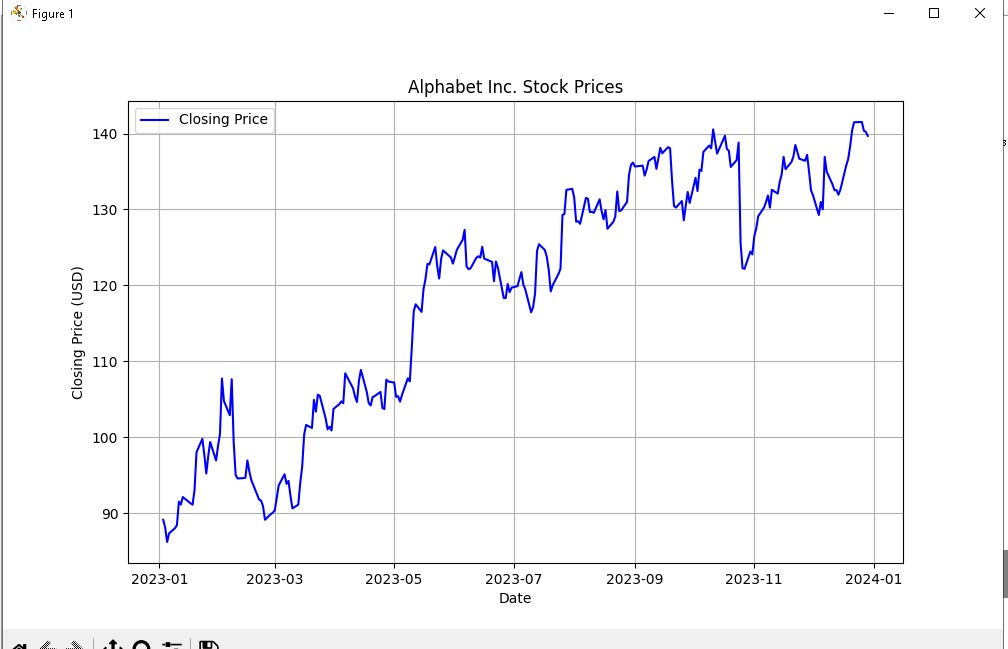 Figure 1
Alphabet Inc. Stock Prices
Closing Price
Closing Price (USD)
140
130
120
110
100
90
2023-01 2023-03 2023-05 2023-07 2023-09 2023-11 2024-01
Date